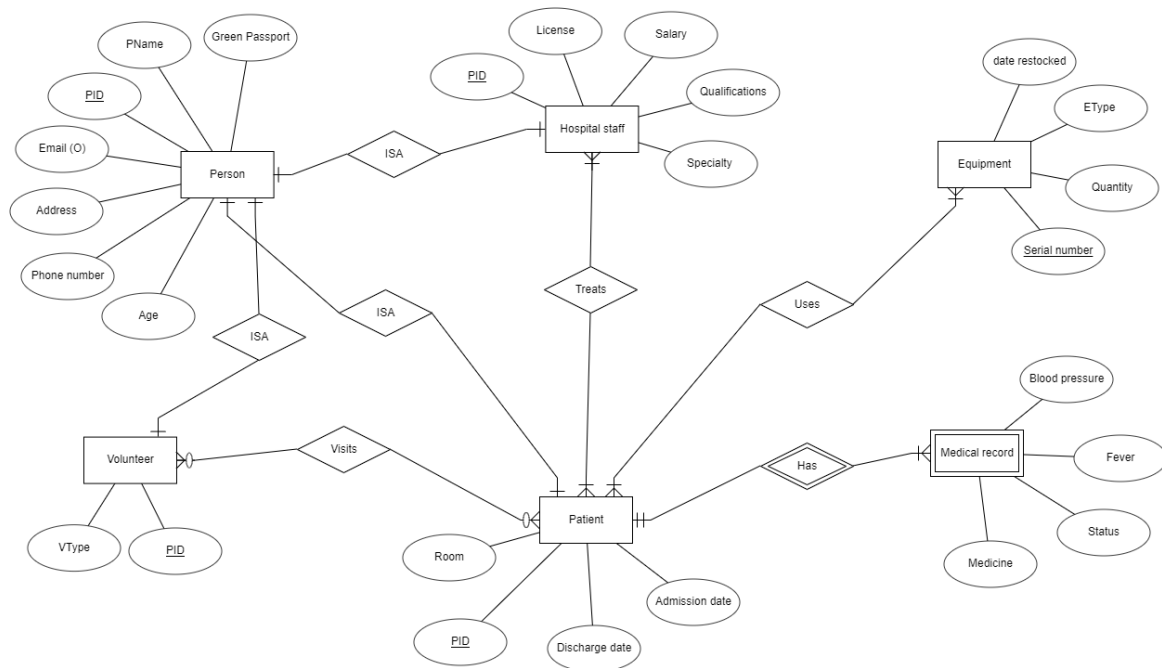 PName
Green Passport
License
Salary
PID
PID
Qualifications
date restocked
EType
Email (O)
Hospital staff
Person
ISA
Specialty
Equipment
Quantity
Address
Serial number
Phone number
Age
ISA
ISA
Treats
Uses
Blood pressure
Volunteer
Visits
Has
Medical record
Fever
VType
PID
Room
Patient
Status
Medicine
Admission date
PID
Discharge date